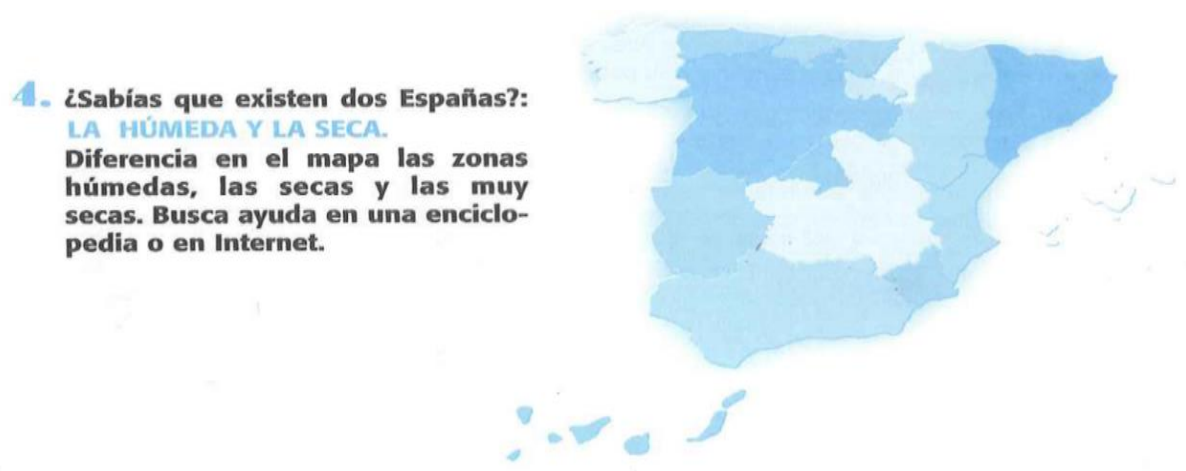 4. ¿Sabías que existen dos Españas?:
LA HÚMEDA Y LA SECA.
Diferencia en el mapa las zonas
húmedas, las secas y las muy
secas. Busca ayuda en una enciclo-
pedia o en Internet.